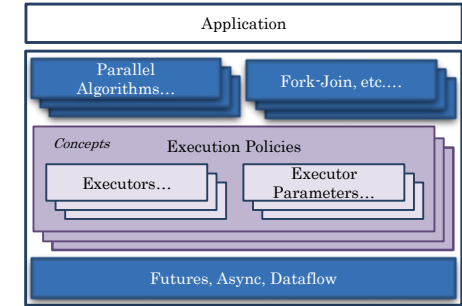 Application
Parallel
Algorithms…
Fork-Join, etc.…
Concepts
Execution Policies
Executors…
Executor
Parameters…
Futures, Async, Dataflow